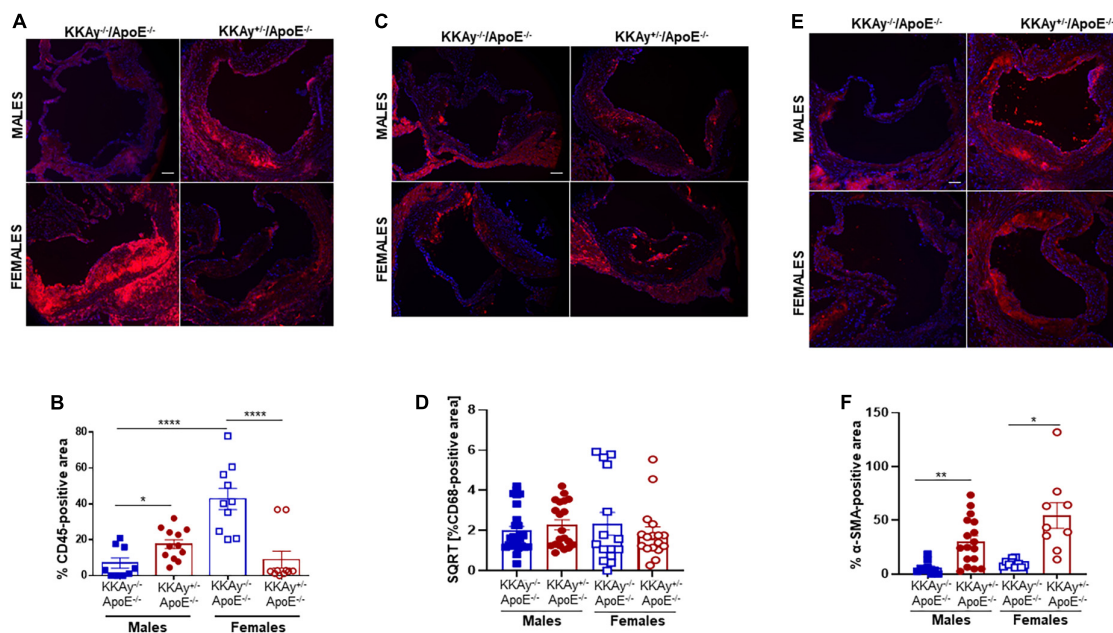 A
KKAy-/-/ApoE-/-
KKAy+/-/ApoE-/-
MALES
FEMALES
C
KKAy-/-/ApoE-/-
KKAy+/-/ApoE-/-
MALES
FEMALES
E
KKAy-/-/ApoE-/-
KKAy+/-/ApoE-/-
MALES
FEMALES
B
% CD45-positive area
80
60
40
20
0
****
****
*
KKAy-/-
ApoE-/-
KKAy+/-
ApoE-/-
KKAy-/-
ApoE-/-
KKAy+/-
ApoE-/-
Males
Females
D
SQRT [%CD68-positive area]
8
6
4
2
0
KKAy-/-
ApoE-/-
KKAy+/-
ApoE-/-
KKAy-/-
ApoE-/-
KKAy+/-
ApoE-/-
Males
Females
F
% α-SMA-positive area
150
100
50
0
**
*
KKAy-/-
ApoE-/-
KKAy+/-
ApoE-/-
KKAy-/-
ApoE-/-
KKAy+/-
ApoE-/-
Males
Females